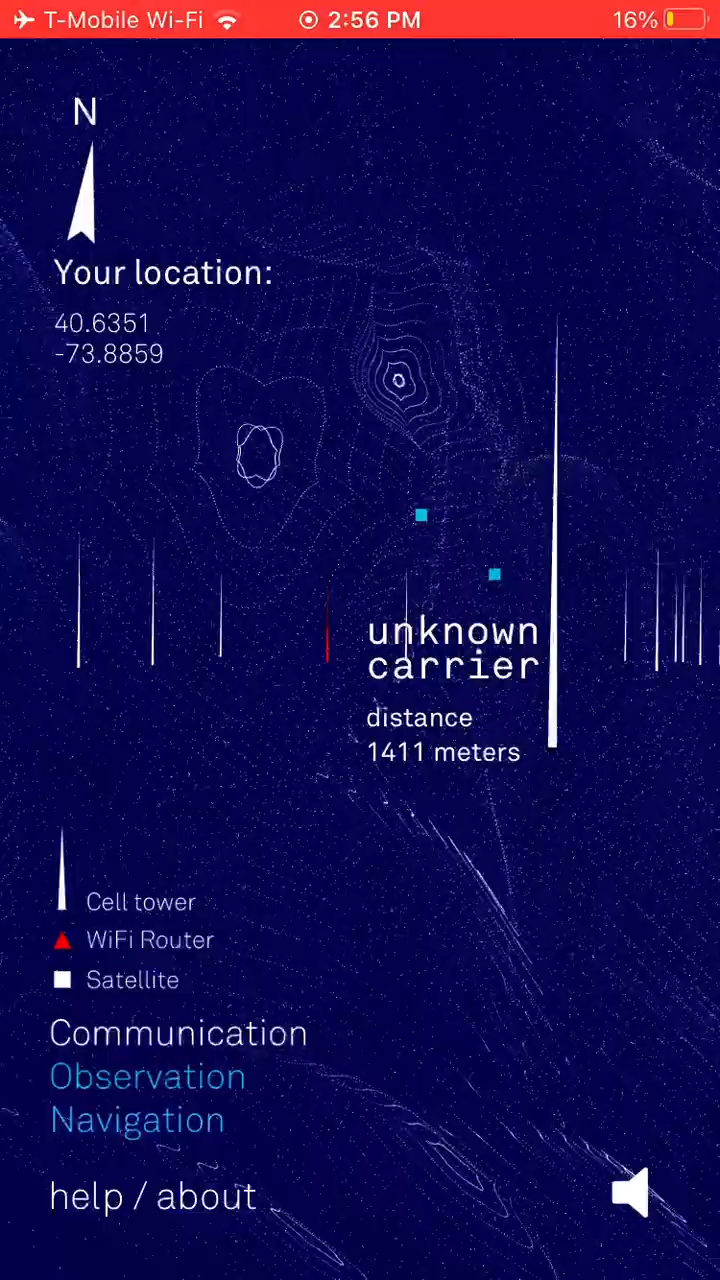 T-Mobile Wi-Fi 2:56 PM 16%
N
Your location:
40.6351
-73.8859
unknown
carrier
distance
1411 meters
Cell tower
WiFi Router
Satellite
Communication
Observation
Navigation
help / about